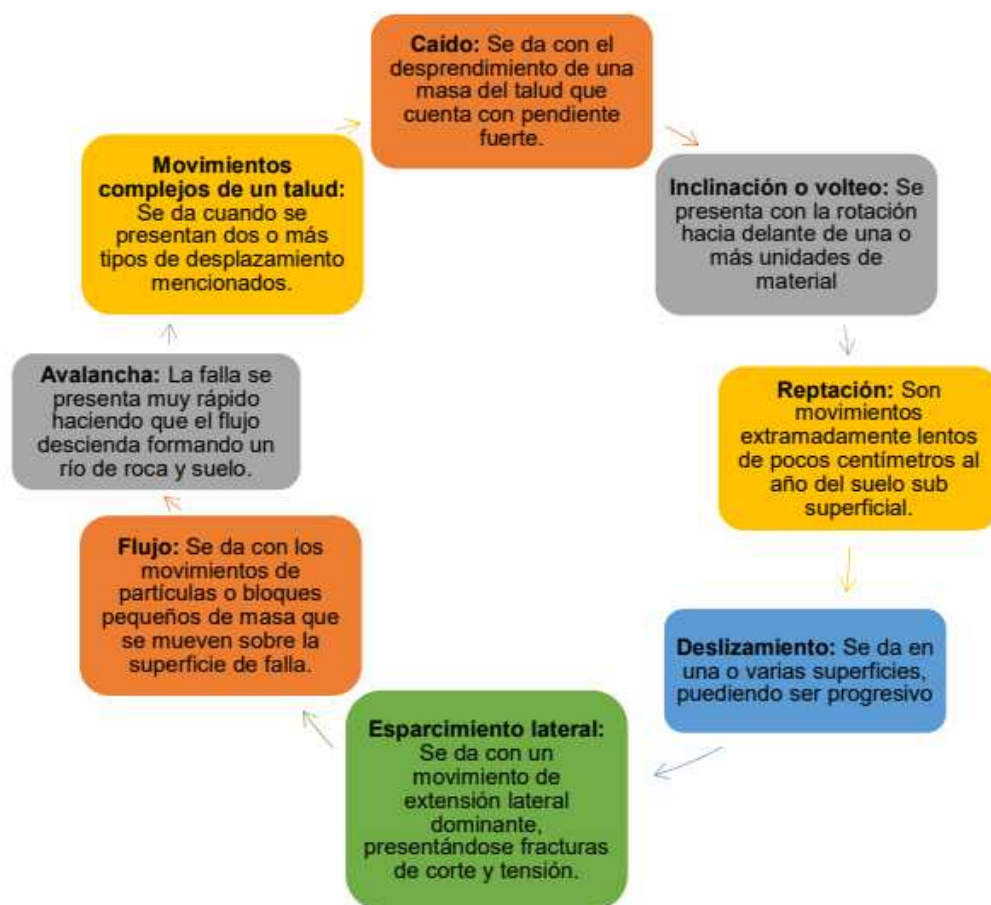 Caído: Se da con el
desprendimiento de una
masa del talud que
cuenta con pendiente
fuerte.
Inclinación o volteo: Se
presenta con la rotación
hacia delante de una o
más unidades de
material
Reptación: Son
movimientos
extramadamente lentos
de pocos centímetros al
año del suelo sub
superficial.
Deslizamiento: Se da en
una o varias superficies,
puediendo ser progresivo
Esparcimiento lateral:
Se da con un
movimiento de
extensión lateral
dominante,
presentándose fracturas
de corte y tensión.
Flujo: Se da con los
movimientos de
partículas o bloques
pequeños de masa que
se mueven sobre la
superficie de falla.
Avalancha: La falla se
presenta muy rápido
haciendo que el flujo
descienda formando un
río de roca y suelo.
Movimientos
complejos de un talud:
Se da cuando se
presentan dos o más
tipos de desplazamiento
mencionados.